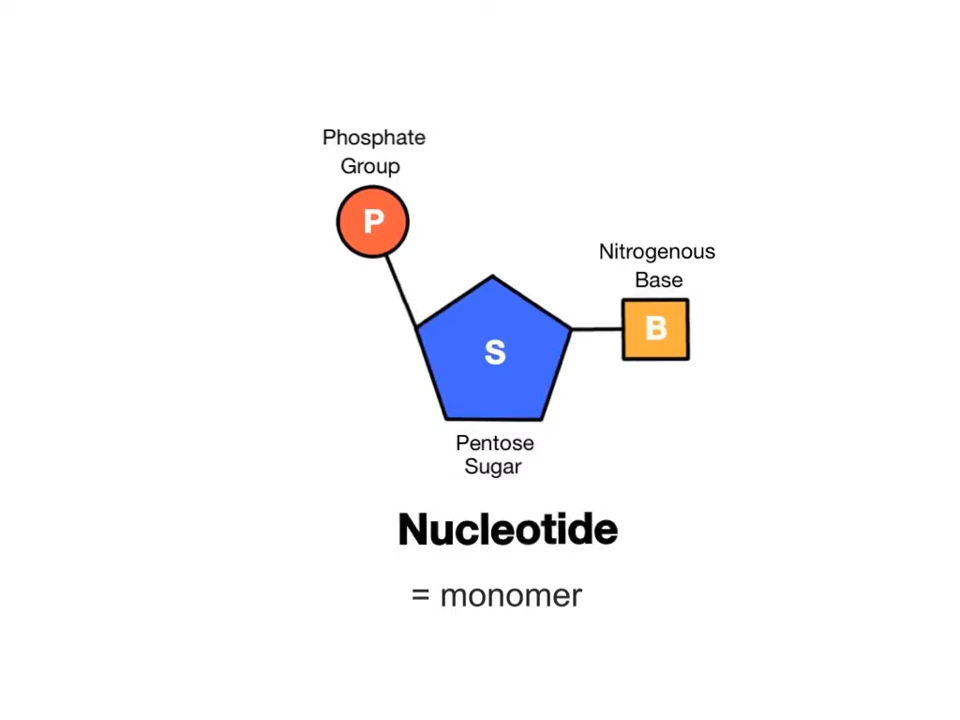 Phosphate
Group
P
Nitrogenous
Base
B
S
Pentose
Sugar
Nucleotide
= monomer